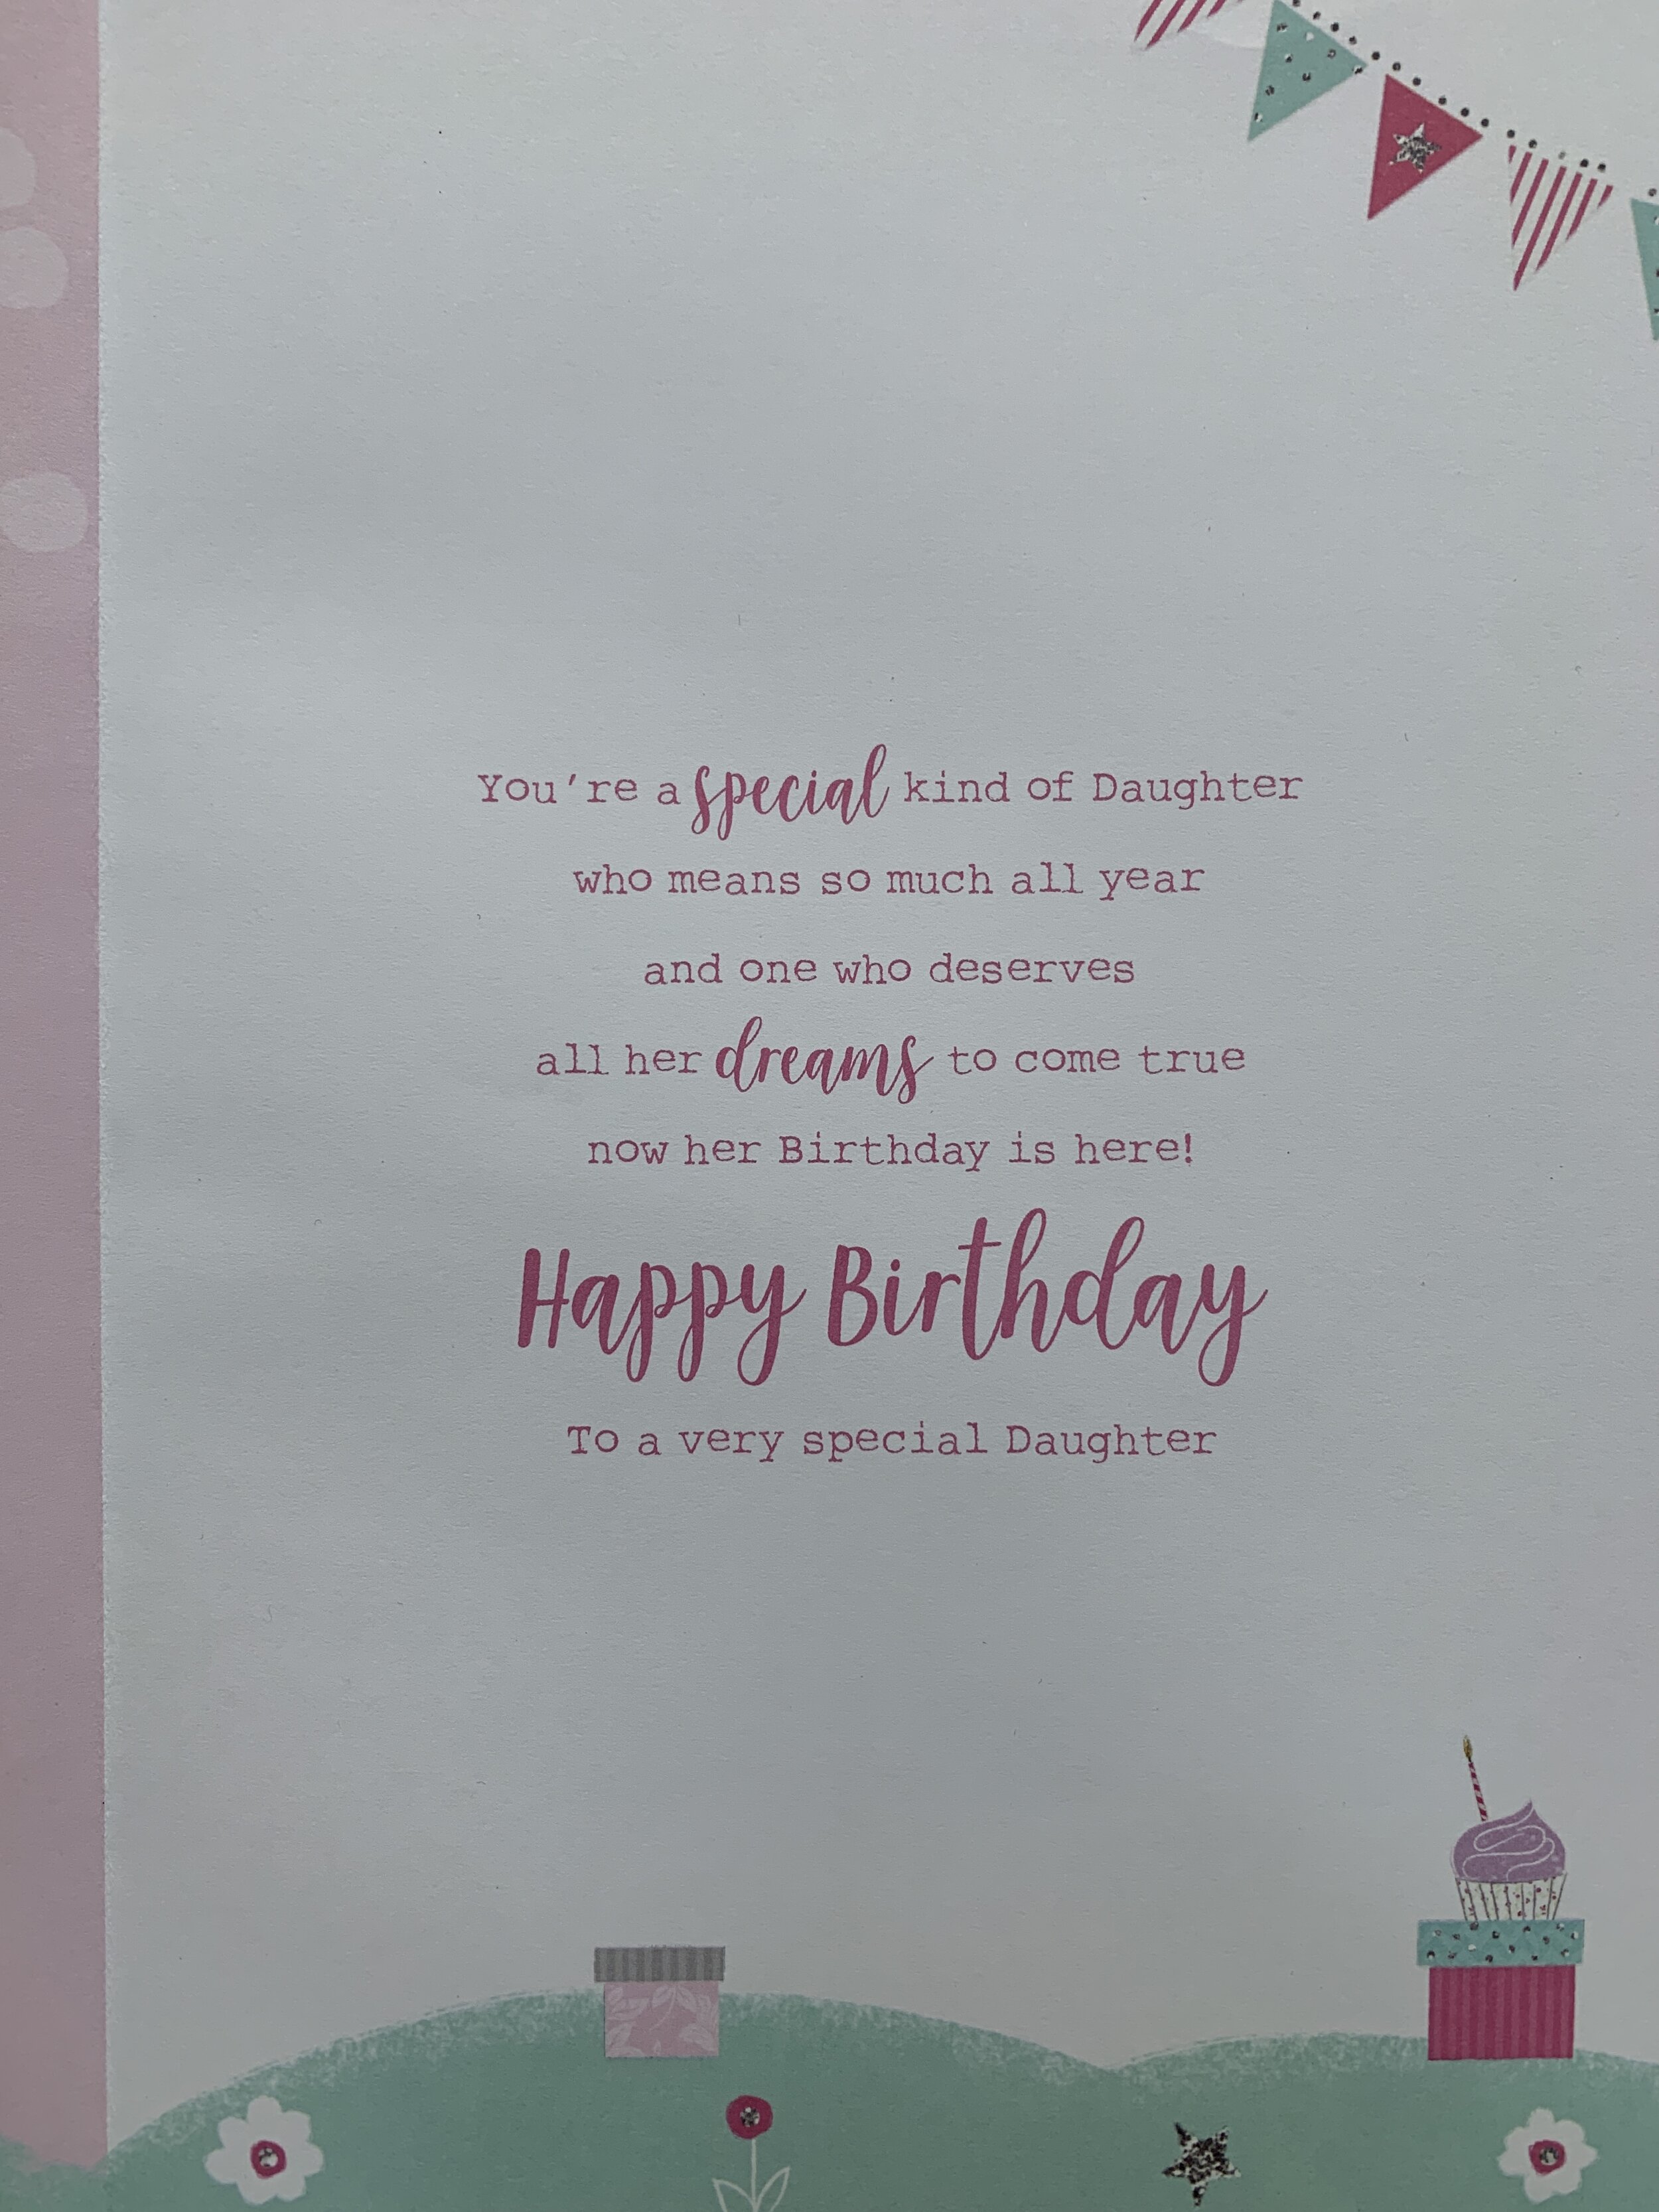 You're a special kind of Daughter
who means so much all year
and one who deserves
all her dreams to come true
now her Birthday is here!
Happy Birthday
To a very special Daughter